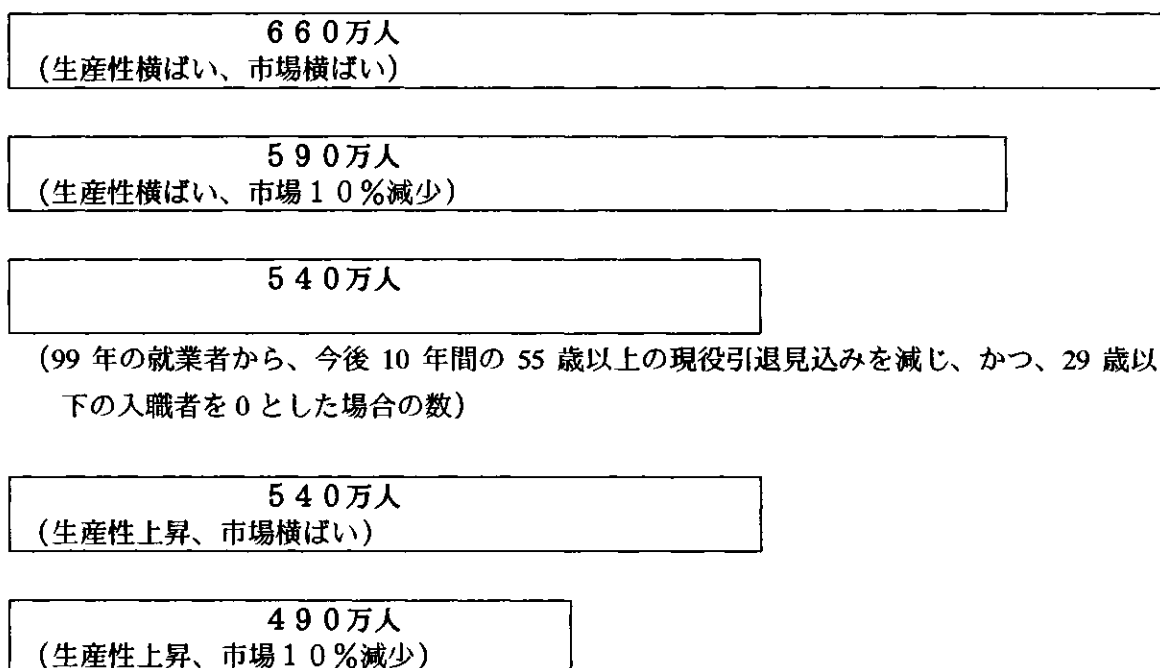 ６６０万人
（生産性横ばい、市場横ばい）
５９０万人
（生産性横ばい、市場１０％減少）
５４０万人
（99 年の就業者から、今後 10 年間の 55 歳以上の現役引退見込みを減じ、かつ、29 歳以
下の入職者を０とした場合の数）
５４０万人
（生産性上昇、市場横ばい）
４９０万人
（生産性上昇、市場１０％減少）